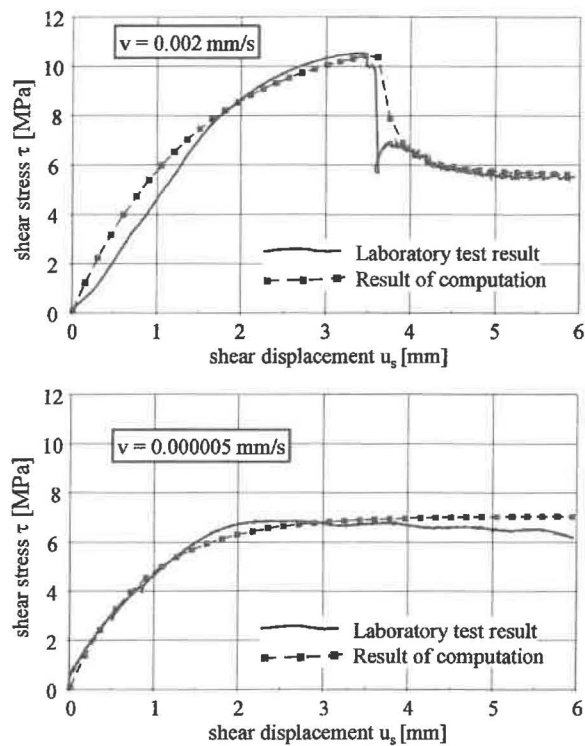 12
v = 0.002 mm/s
10
8
6
4
2
0
shear stress τ [MPa]
Laboratory test result
Result of computation
0 1 2 3 4 5 6
shear displacement uₛ [mm]
12
v = 0.000005 mm/s
10
8
6
4
2
0
shear stress τ [MPa]
Laboratory test result
Result of computation
0 1 2 3 4 5 6
shear displacement uₛ [mm]